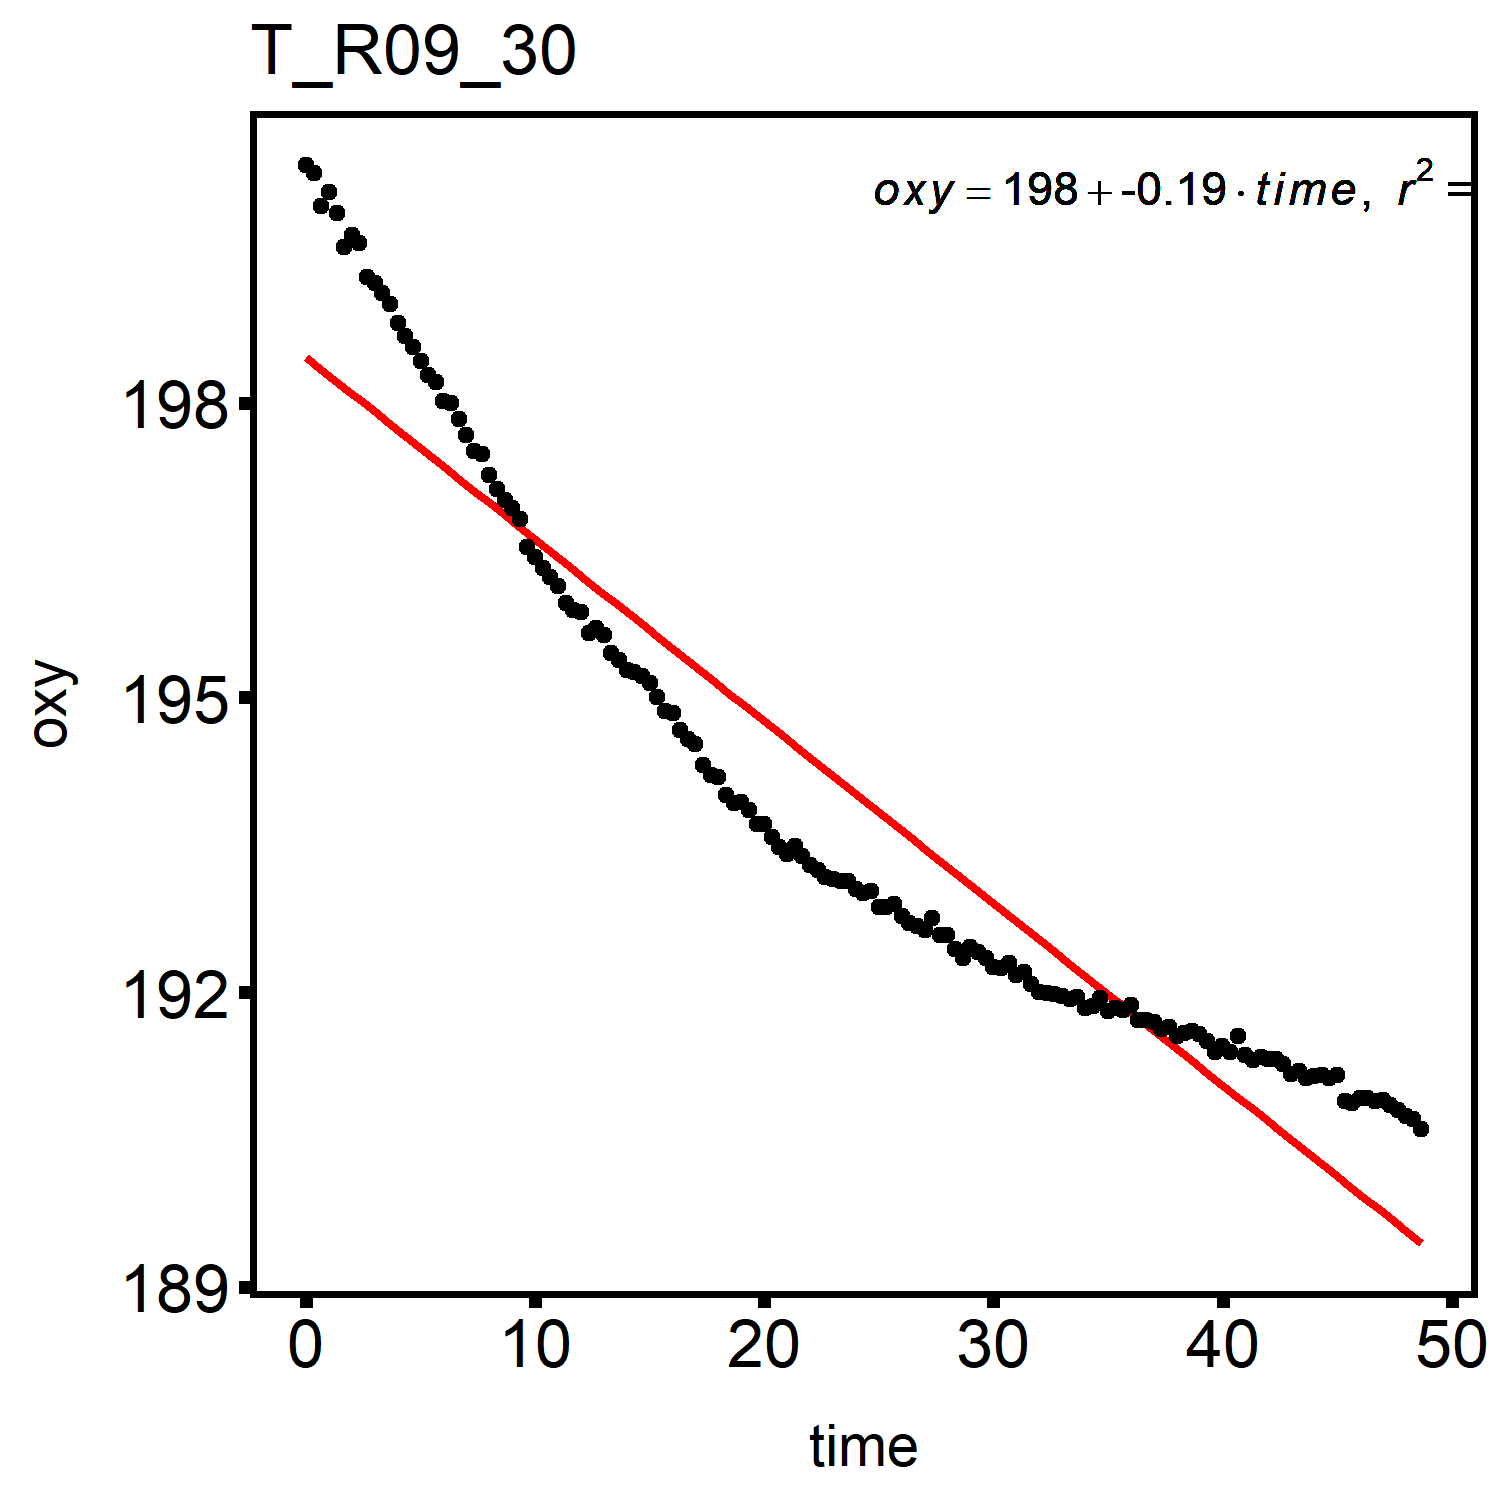 T_R09_30
oxy = 198 + -0.19 · time, r² =
198
195
192
189
oxy
0 10 20 30 40 50
time